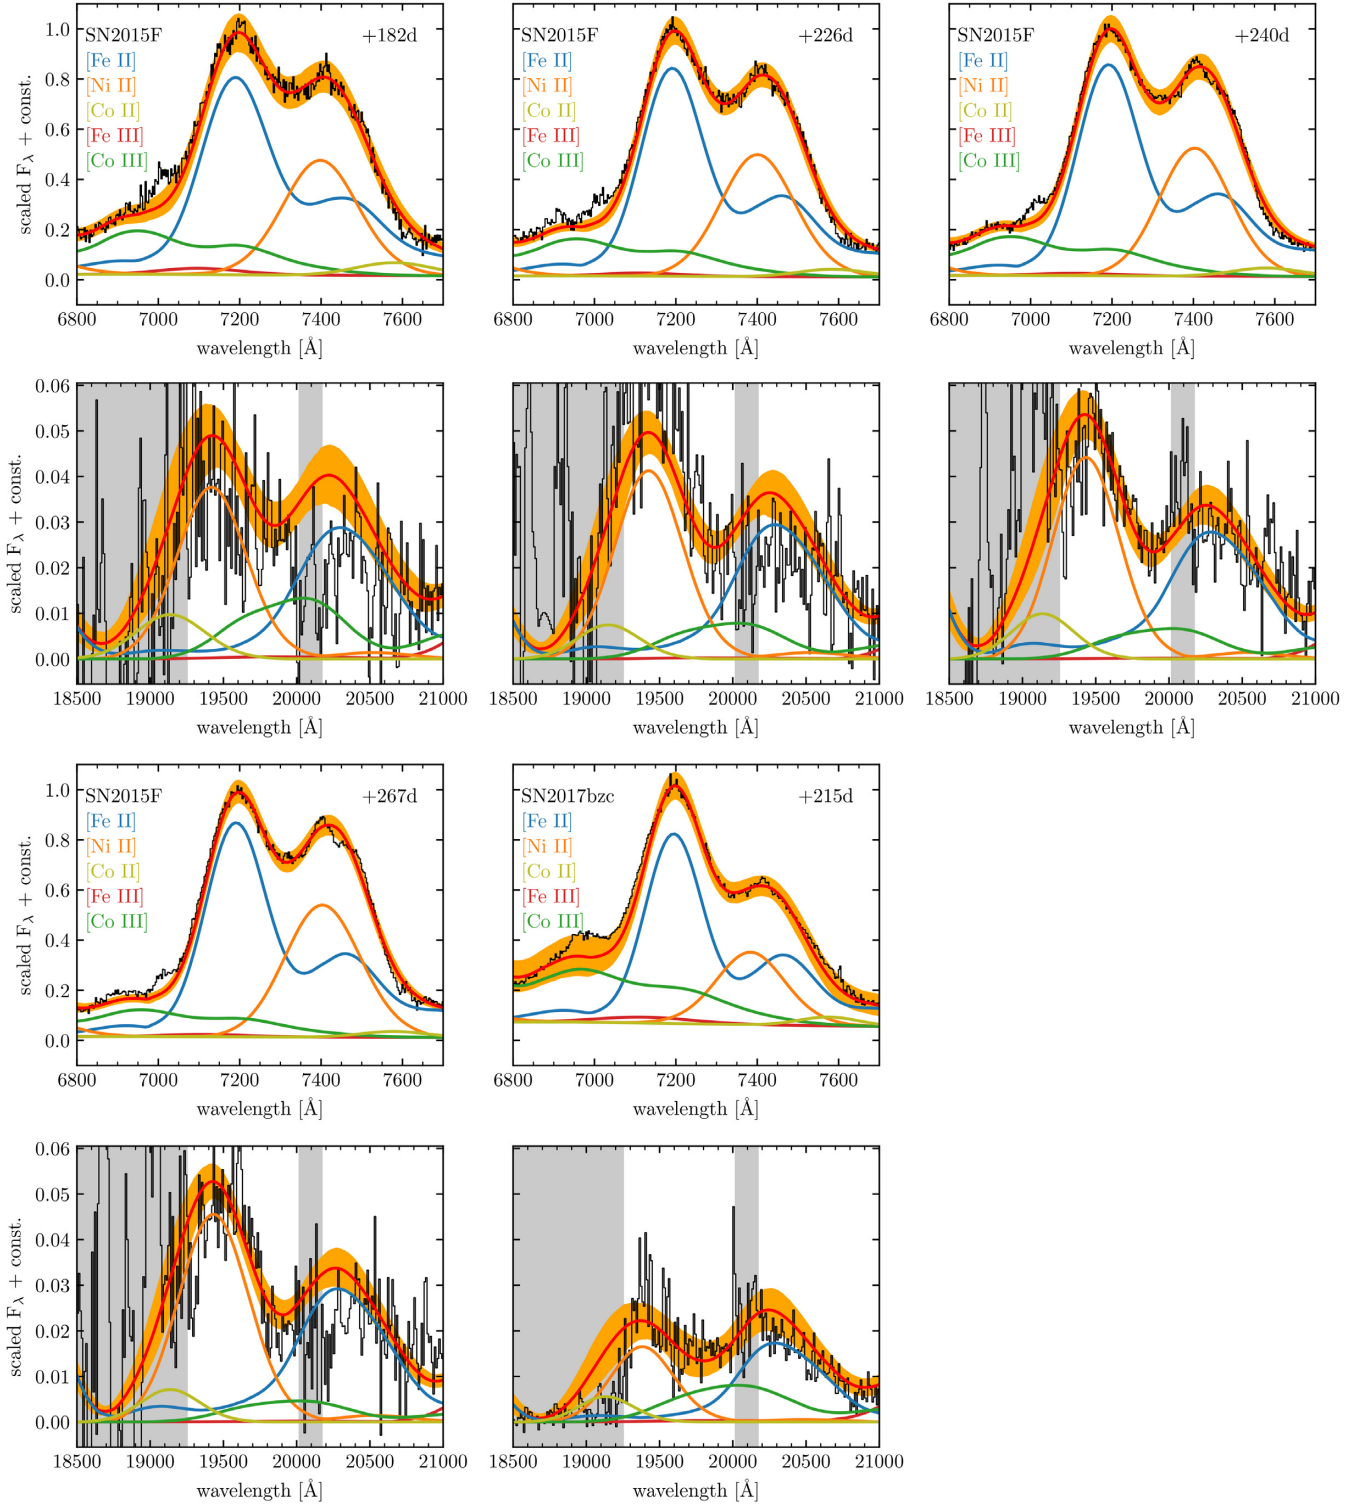 SN2015F +182d
[Fe II]
[Ni II]
[Co II]
[Fe III]
[Co III]
scaled Fλ + const.
1.0
0.8
0.6
0.4
0.2
0.0
6800 7000 7200 7400 7600
wavelength [Å]
SN2015F +226d
[Fe II]
[Ni II]
[Co II]
[Fe III]
[Co III]
6800 7000 7200 7400 7600
wavelength [Å]
SN2015F +240d
[Fe II]
[Ni II]
[Co II]
[Fe III]
[Co III]
6800 7000 7200 7400 7600
wavelength [Å]
scaled Fλ + const.
0.06
0.05
0.04
0.03
0.02
0.01
0.00
18500 19000 19500 20000 20500 21000
wavelength [Å]
18500 19000 19500 20000 20500 21000
wavelength [Å]
18500 19000 19500 20000 20500 21000
wavelength [Å]
SN2015F +267d
[Fe II]
[Ni II]
[Co II]
[Fe III]
[Co III]
scaled Fλ + const.
1.0
0.8
0.6
0.4
0.2
0.0
6800 7000 7200 7400 7600
wavelength [Å]
SN2017bzc +215d
[Fe II]
[Ni II]
[Co II]
[Fe III]
[Co III]
6800 7000 7200 7400 7600
wavelength [Å]
scaled Fλ + const.
0.06
0.05
0.04
0.03
0.02
0.01
0.00
18500 19000 19500 20000 20500 21000
wavelength [Å]
18500 19000 19500 20000 20500 21000
wavelength [Å]